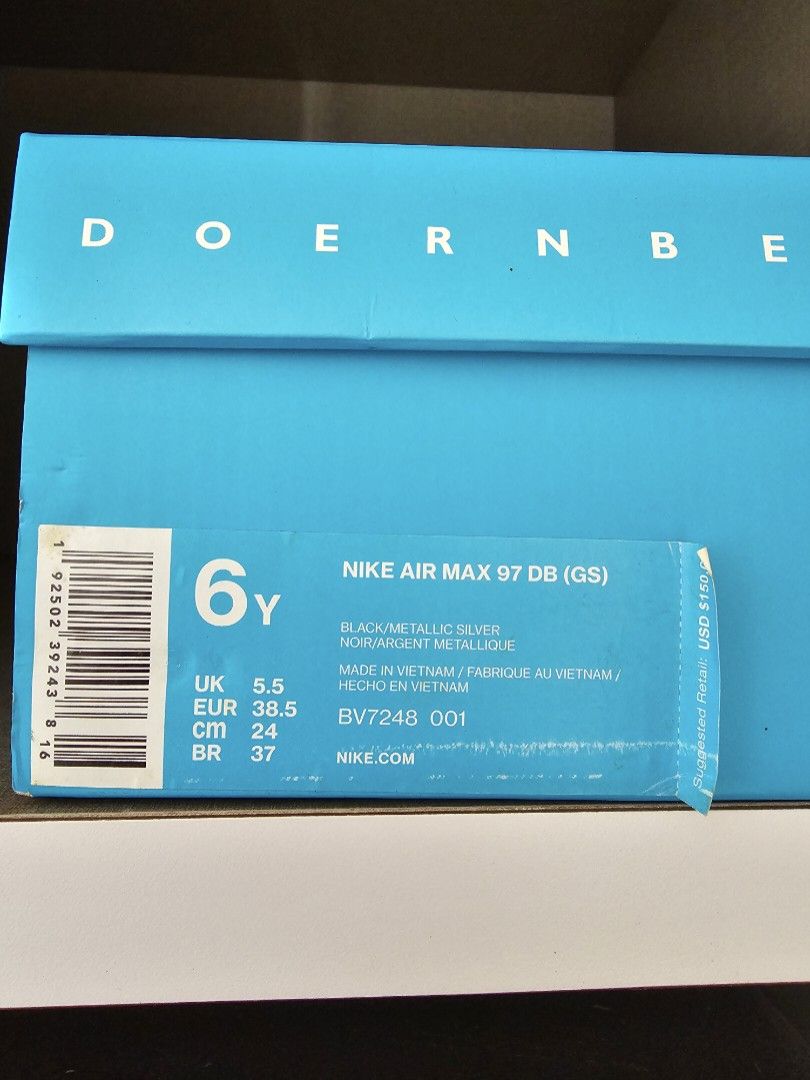 DOERNBE
6Y
NIKE AIR MAX 97 DB (GS)
BLACK/METALLIC SILVER
NOIR/ARGENT METALLIQUE
MADE IN VIETNAM / FABRIQUE AU VIETNAM /
HECHO EN VIETNAM
BV7248 001
NIKE.COM
UK 5.5
EUR 38.5
cm 24
BR 37
1 92502 39243 8 16
Suggested Retail: USD $150